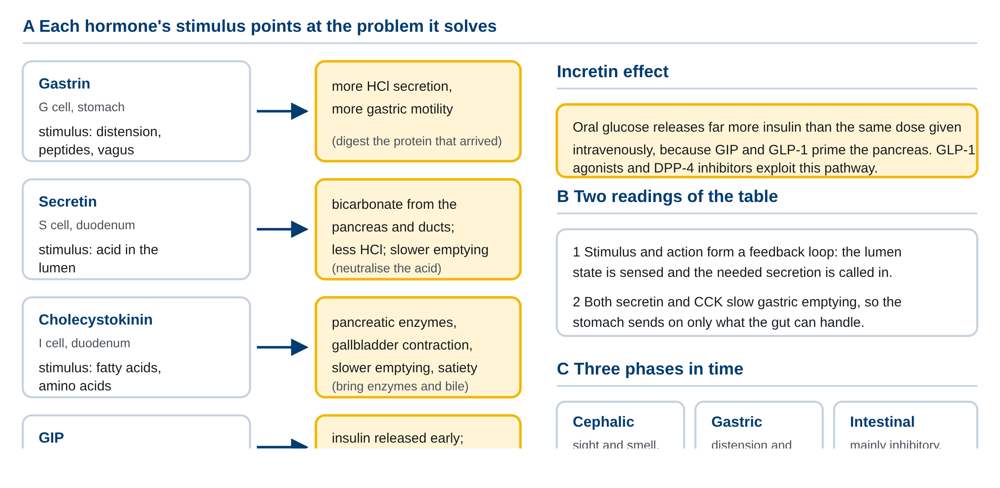 A Each hormone's stimulus points at the problem it solves
Gastrin
G cell, stomach
stimulus: distension,
peptides, vagus
more HCl secretion,
more gastric motility
(digest the protein that arrived)
Secretin
S cell, duodenum
stimulus: acid in the
lumen
bicarbonate from the
pancreas and ducts;
less HCl; slower emptying
(neutralise the acid)
Cholecystokinin
I cell, duodenum
stimulus: fatty acids,
amino acids
pancreatic enzymes,
gallbladder contraction,
slower emptying, satiety
(bring enzymes and bile)
GIP
insulin released early;
Incretin effect
Oral glucose releases far more insulin than the same dose given
intravenously, because GIP and GLP-1 prime the pancreas. GLP-1
agonists and DPP-4 inhibitors exploit this pathway.
B Two readings of the table
1 Stimulus and action form a feedback loop: the lumen
state is sensed and the needed secretion is called in.
2 Both secretin and CCK slow gastric emptying, so the
stomach sends on only what the gut can handle.
C Three phases in time
Cephalic
sight and smell,
Gastric
distension and
Intestinal
mainly inhibitory,